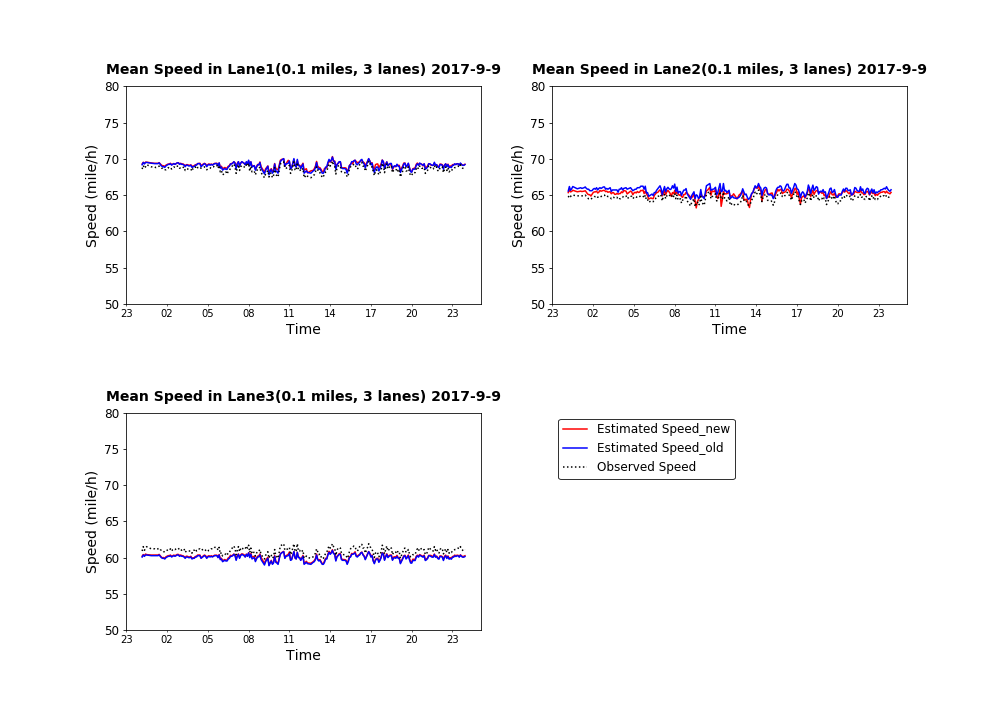 Mean Speed in Lane1(0.1 miles, 3 lanes) 2017-9-9
80
75
70
65
60
55
50
Speed (mile/h)
23 02 05 08 11 14 17 20 23
Time
Mean Speed in Lane2(0.1 miles, 3 lanes) 2017-9-9
80
75
70
65
60
55
50
Speed (mile/h)
23 02 05 08 11 14 17 20 23
Time
Mean Speed in Lane3(0.1 miles, 3 lanes) 2017-9-9
80
75
70
65
60
55
50
Speed (mile/h)
23 02 05 08 11 14 17 20 23
Time
Estimated Speed_new
Estimated Speed_old
Observed Speed